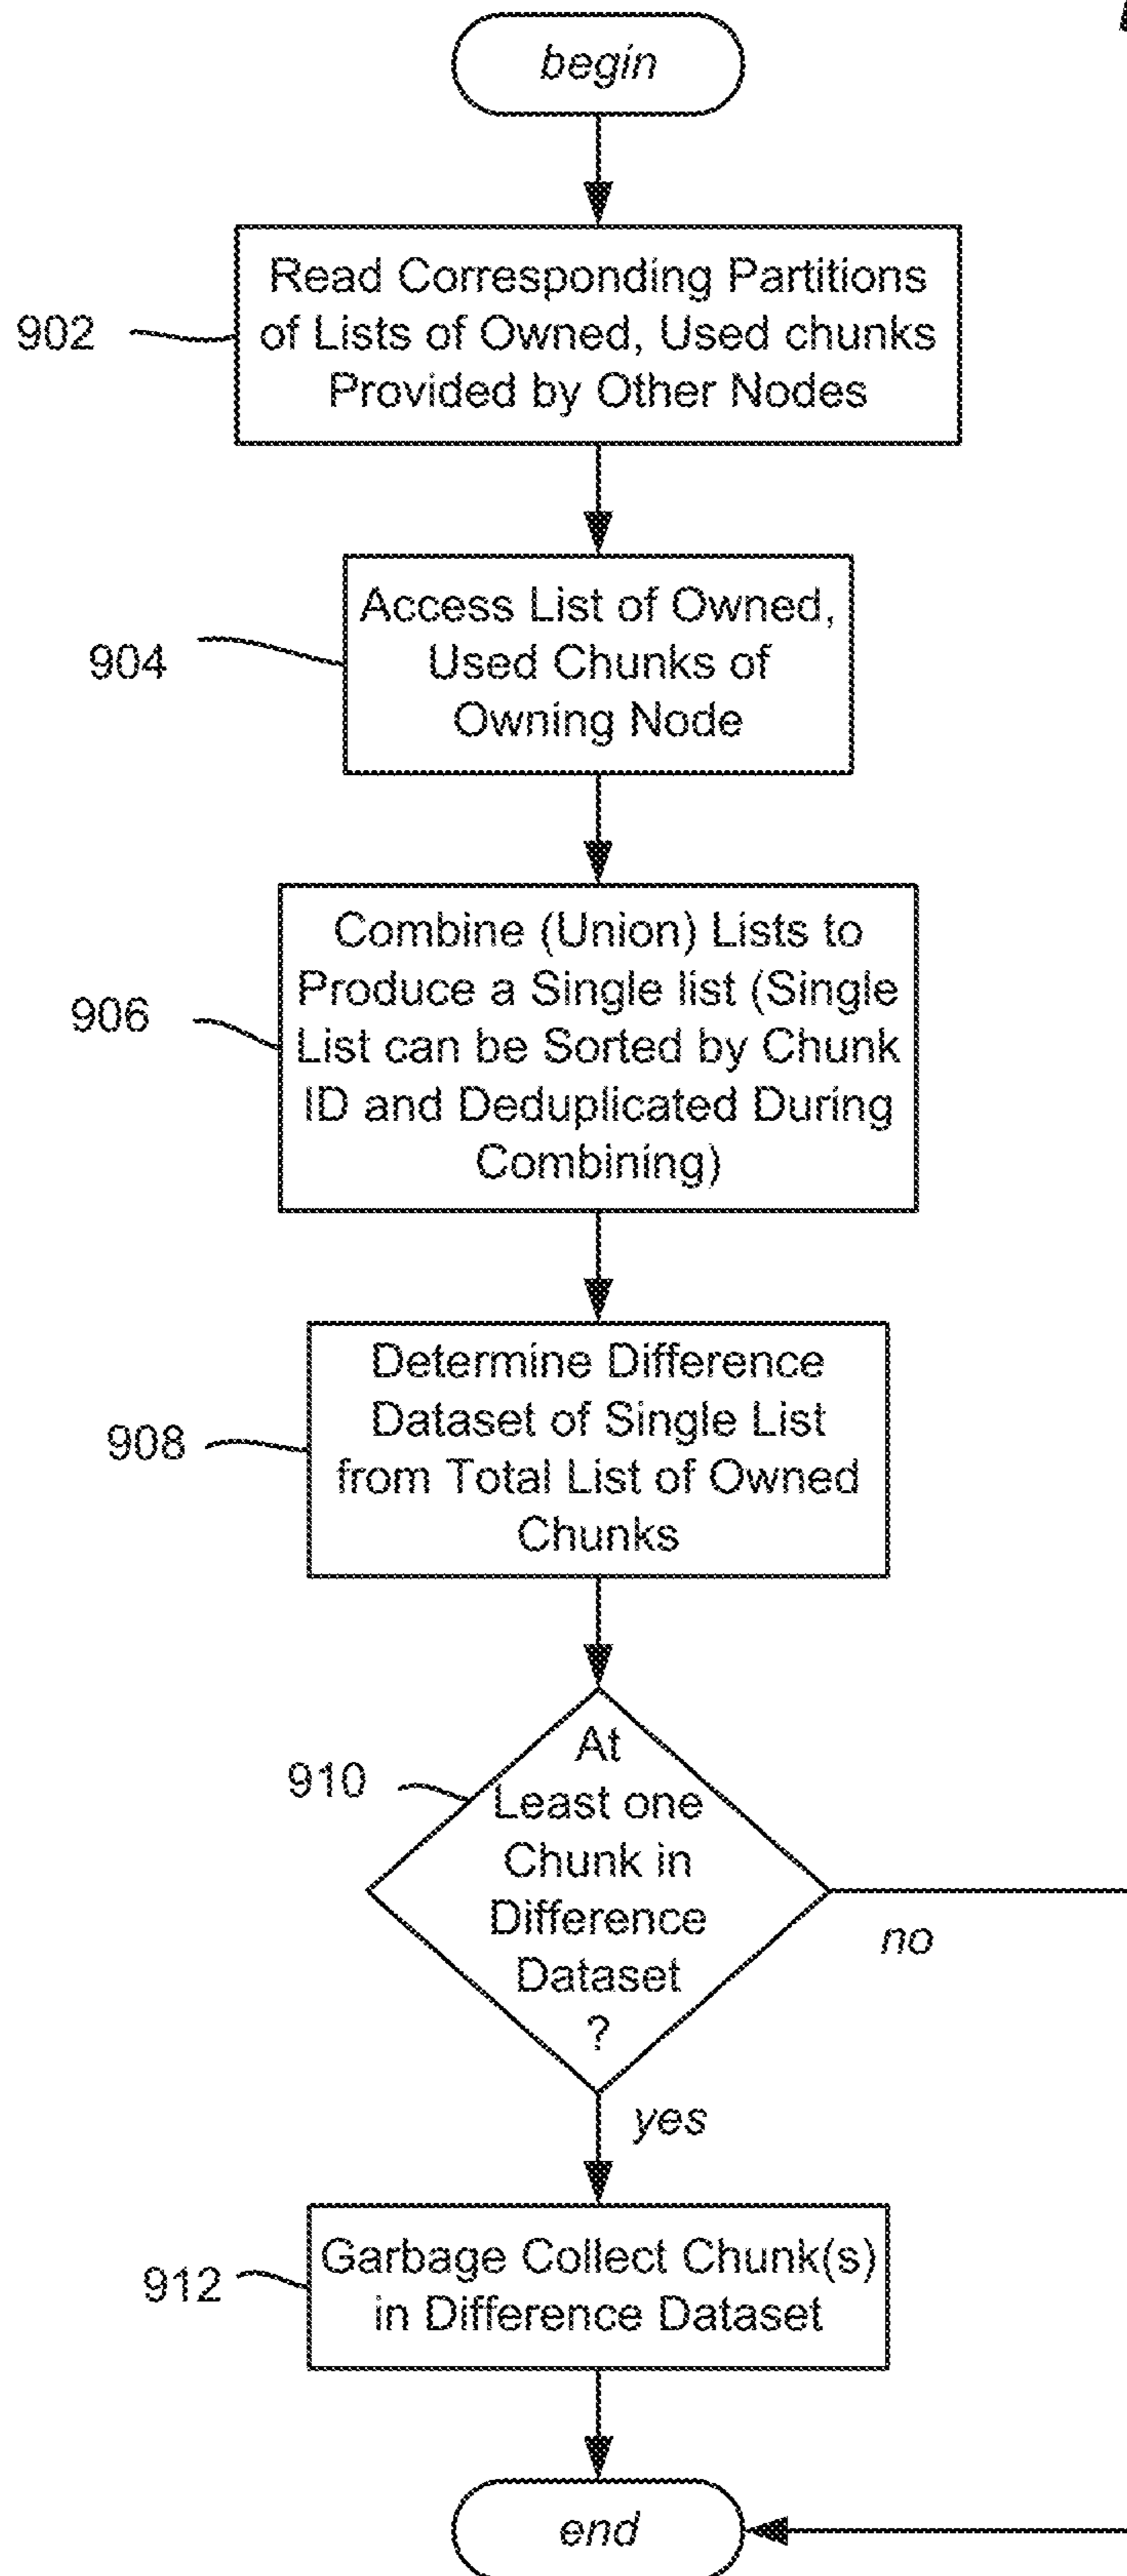 begin
902
Read Corresponding Partitions
of Lists of Owned, Used chunks
Provided by Other Nodes
904
Access List of Owned,
Used Chunks of
Owning Node
906
Combine (Union) Lists to
Produce a Single list (Single
List can be Sorted by Chunk
ID and Deduplicated During
Combining)
908
Determine Difference
Dataset of Single List
from Total List of Owned
Chunks
910
At
Least one
Chunk in
Difference
Dataset
?
no
yes
912
Garbage Collect Chunk(s)
in Difference Dataset
end